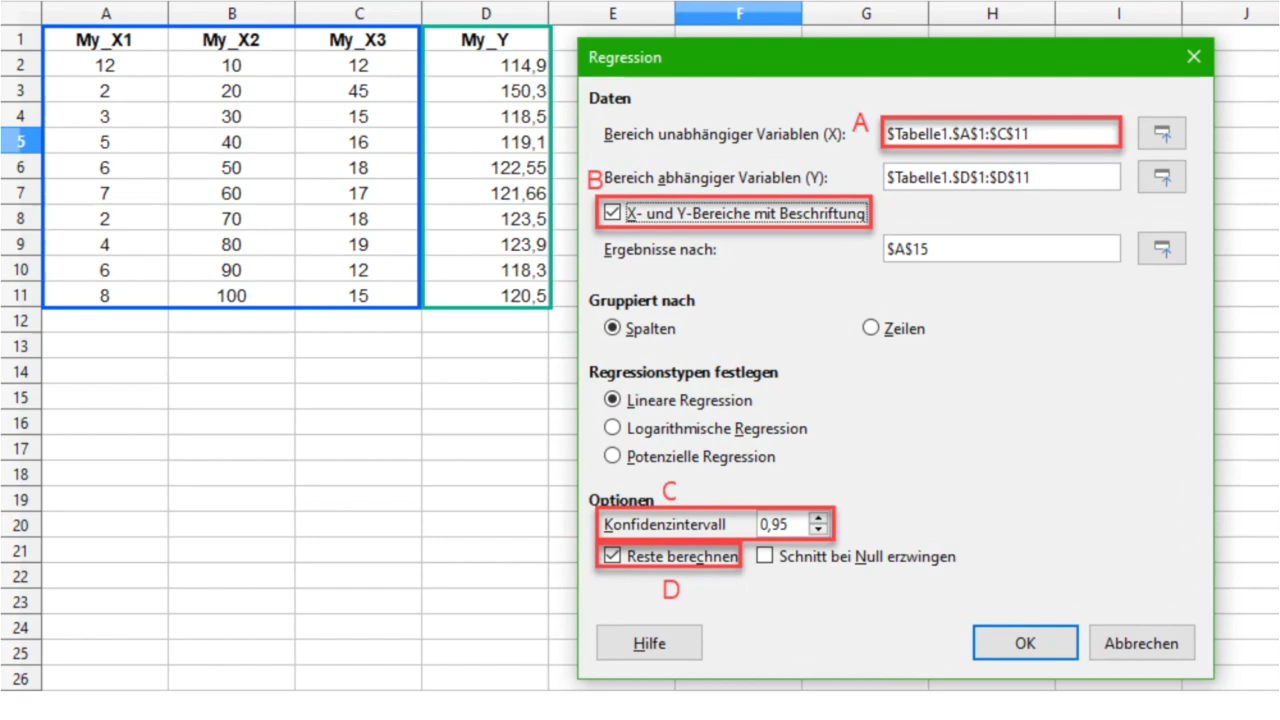 A B C D E F G H I J
1 My_X1 My_X2 My_X3 My_Y
2 12 10 12 114,9
3 2 20 45 150,3
4 3 30 15 118,5
5 5 40 16 119,1
6 6 50 18 122,55
7 7 60 17 121,66
8 2 70 18 123,5
9 4 80 19 123,9
10 6 90 12 118,3
11 8 100 15 120,5
12
13
14
15
16
17
18
19
20
21
22
23
24
25
26
Regression
Daten
Bereich unabhängiger Variablen (X): A $Tabelle1.$A$1:$C$11
B Bereich abhängiger Variablen (Y): $Tabelle1.$D$1:$D$11
X- und Y-Bereiche mit Beschriftung
Ergebnisse nach: $A$15
Gruppiert nach
Spalten Zeilen
Regressionstypen festlegen
Lineare Regression
Logarithmische Regression
Potenzielle Regression
Optionen C
Konfidenzintervall 0,95
Reste berechnen Schnitt bei Null erzwingen
D
Hilfe OK Abbrechen